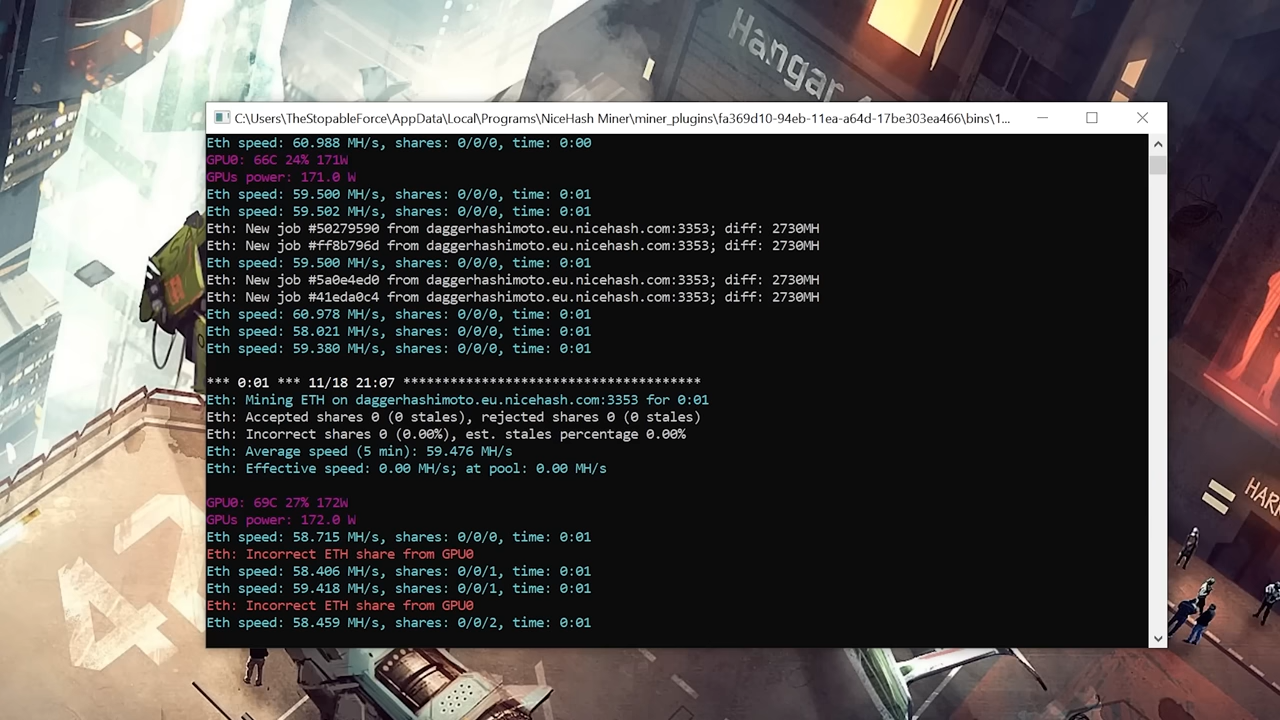 Hangar
C:\Users\TheStopableForce\AppData\Local\Programs\NiceHash Miner\miner_plugins\fa369d10-94eb-11ea-a64d-17be303ea466\bins\1...
Eth speed: 60.988 MH/s, shares: 0/0/0, time: 0:00
GPU0: 66C 24% 171W
GPUs power: 171.0 W
Eth speed: 59.500 MH/s, shares: 0/0/0, time: 0:01
Eth speed: 59.502 MH/s, shares: 0/0/0, time: 0:01
Eth: New job #50279590 from daggerhashimoto.eu.nicehash.com:3353; diff: 2730MH
Eth: New job #ff8b796d from daggerhashimoto.eu.nicehash.com:3353; diff: 2730MH
Eth speed: 59.500 MH/s, shares: 0/0/0, time: 0:01
Eth: New job #5a0e4ed0 from daggerhashimoto.eu.nicehash.com:3353; diff: 2730MH
Eth: New job #41eda0c4 from daggerhashimoto.eu.nicehash.com:3353; diff: 2730MH
Eth speed: 60.978 MH/s, shares: 0/0/0, time: 0:01
Eth speed: 58.021 MH/s, shares: 0/0/0, time: 0:01
Eth speed: 59.380 MH/s, shares: 0/0/0, time: 0:01
*** 0:01 *** 11/18 21:07 **************************************
Eth: Mining ETH on daggerhashimoto.eu.nicehash.com:3353 for 0:01
Eth: Accepted shares 0 (0 stales), rejected shares 0 (0 stales)
Eth: Incorrect shares 0 (0.00%), est. stales percentage 0.00%
Eth: Average speed (5 min): 59.476 MH/s
Eth: Effective speed: 0.00 MH/s; at pool: 0.00 MH/s
GPU0: 69C 27% 172W
GPUs power: 172.0 W
Eth speed: 58.715 MH/s, shares: 0/0/0, time: 0:01
Eth: Incorrect ETH share from GPU0
Eth speed: 58.406 MH/s, shares: 0/0/1, time: 0:01
Eth speed: 59.418 MH/s, shares: 0/0/1, time: 0:01
Eth: Incorrect ETH share from GPU0
Eth speed: 58.459 MH/s, shares: 0/0/2, time: 0:01
42